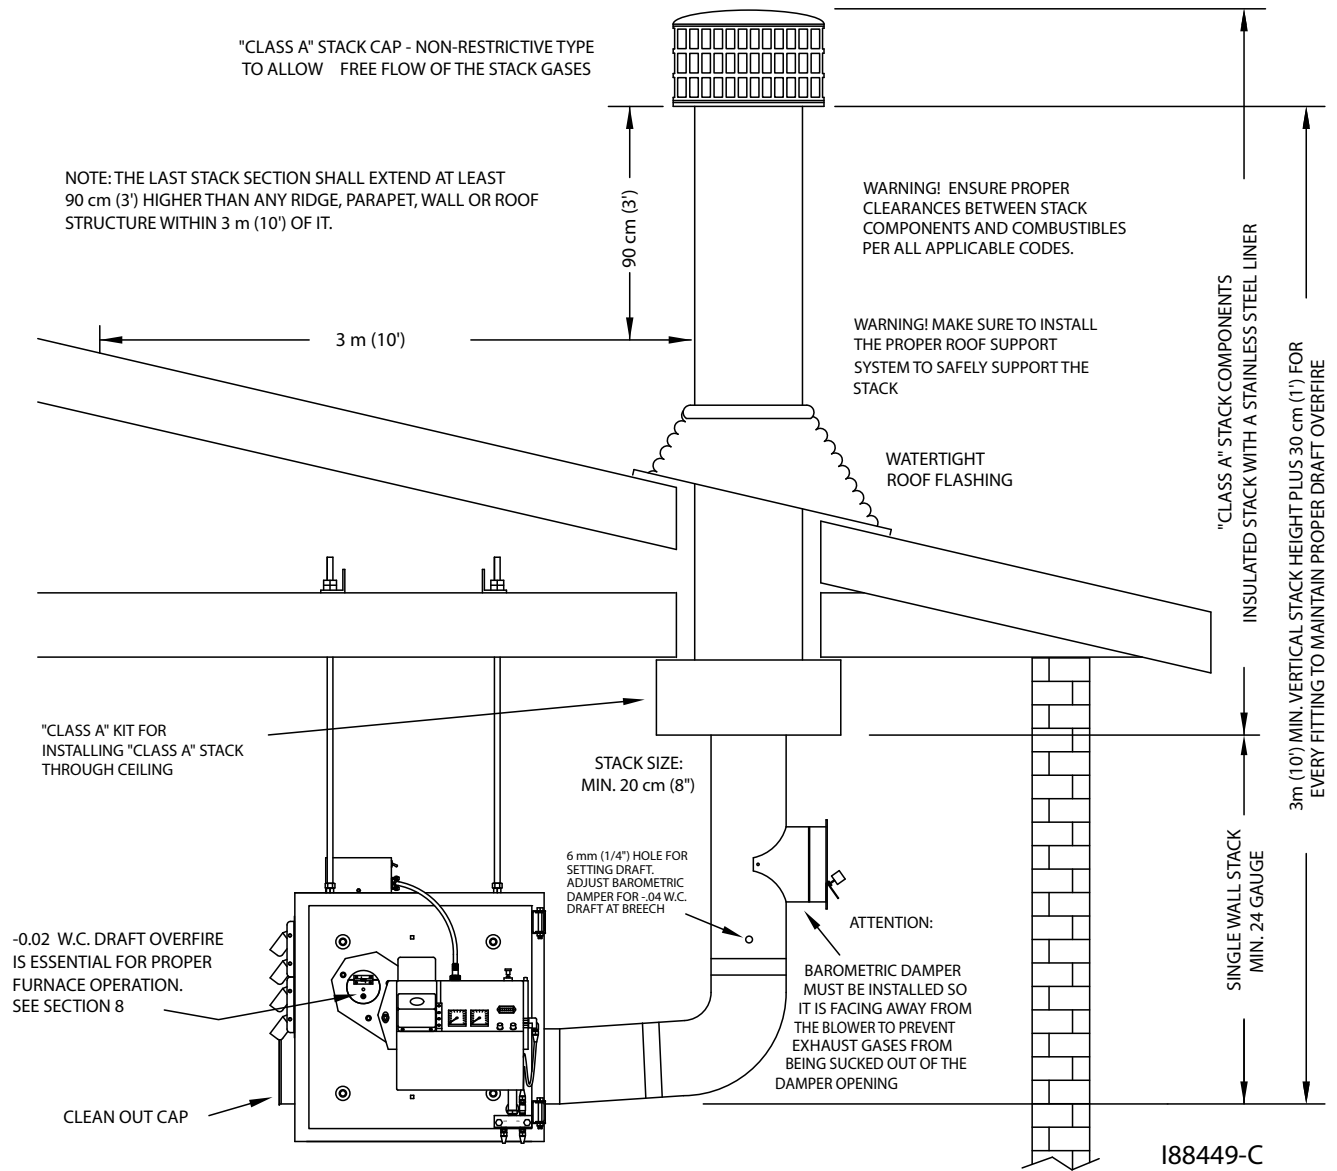 "CLASS A" STACK CAP - NON-RESTRICTIVE TYPE
TO ALLOW FREE FLOW OF THE STACK GASES
NOTE: THE LAST STACK SECTION SHALL EXTEND AT LEAST
90 cm (3') HIGHER THAN ANY RIDGE, PARAPET, WALL OR ROOF
STRUCTURE WITHIN 3 m (10') OF IT.
90 cm (3')
3 m (10')
WARNING! ENSURE PROPER
CLEARANCES BETWEEN STACK
COMPONENTS AND COMBUSTIBLES
PER ALL APPLICABLE CODES.
WARNING! MAKE SURE TO INSTALL
THE PROPER ROOF SUPPORT
SYSTEM TO SAFELY SUPPORT THE
STACK
WATERTIGHT
ROOF FLASHING
"CLASS A" STACK COMPONENTS
INSULATED STACK WITH A STAINLESS STEEL LINER
3m (10') MIN. VERTICAL STACK HEIGHT PLUS 30 cm (1') FOR
EVERY FITTING TO MAINTAIN PROPER DRAFT OVERFIRE
"CLASS A" KIT FOR
INSTALLING "CLASS A" STACK
THROUGH CEILING
STACK SIZE:
MIN. 20 cm (8")
6 mm (1/4") HOLE FOR
SETTING DRAFT.
ADJUST BAROMETRIC
DAMPER FOR -.04 W.C.
DRAFT AT BREECH
SINGLE WALL STACK
MIN. 24 GAUGE
ATTENTION:
BAROMETRIC DAMPER
MUST BE INSTALLED SO
IT IS FACING AWAY FROM
THE BLOWER TO PREVENT
EXHAUST GASES FROM
BEING SUCKED OUT OF THE
DAMPER OPENING
-0.02 W.C. DRAFT OVERFIRE
IS ESSENTIAL FOR PROPER
FURNACE OPERATION.
SEE SECTION 8
CLEAN OUT CAP
I88449-C